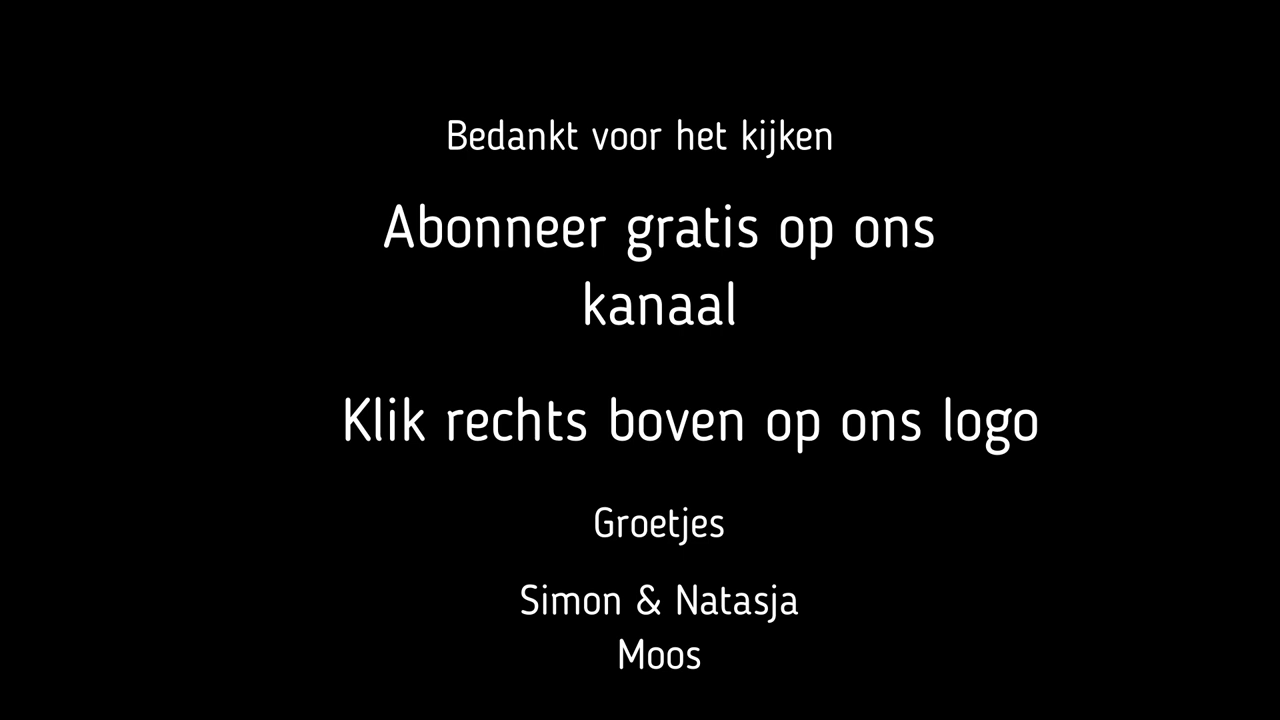 Bedankt voor het kijken
Abonneer gratis op ons
kanaal
Klik rechts boven op ons logo
Groetjes
Simon & Natasja
Moos